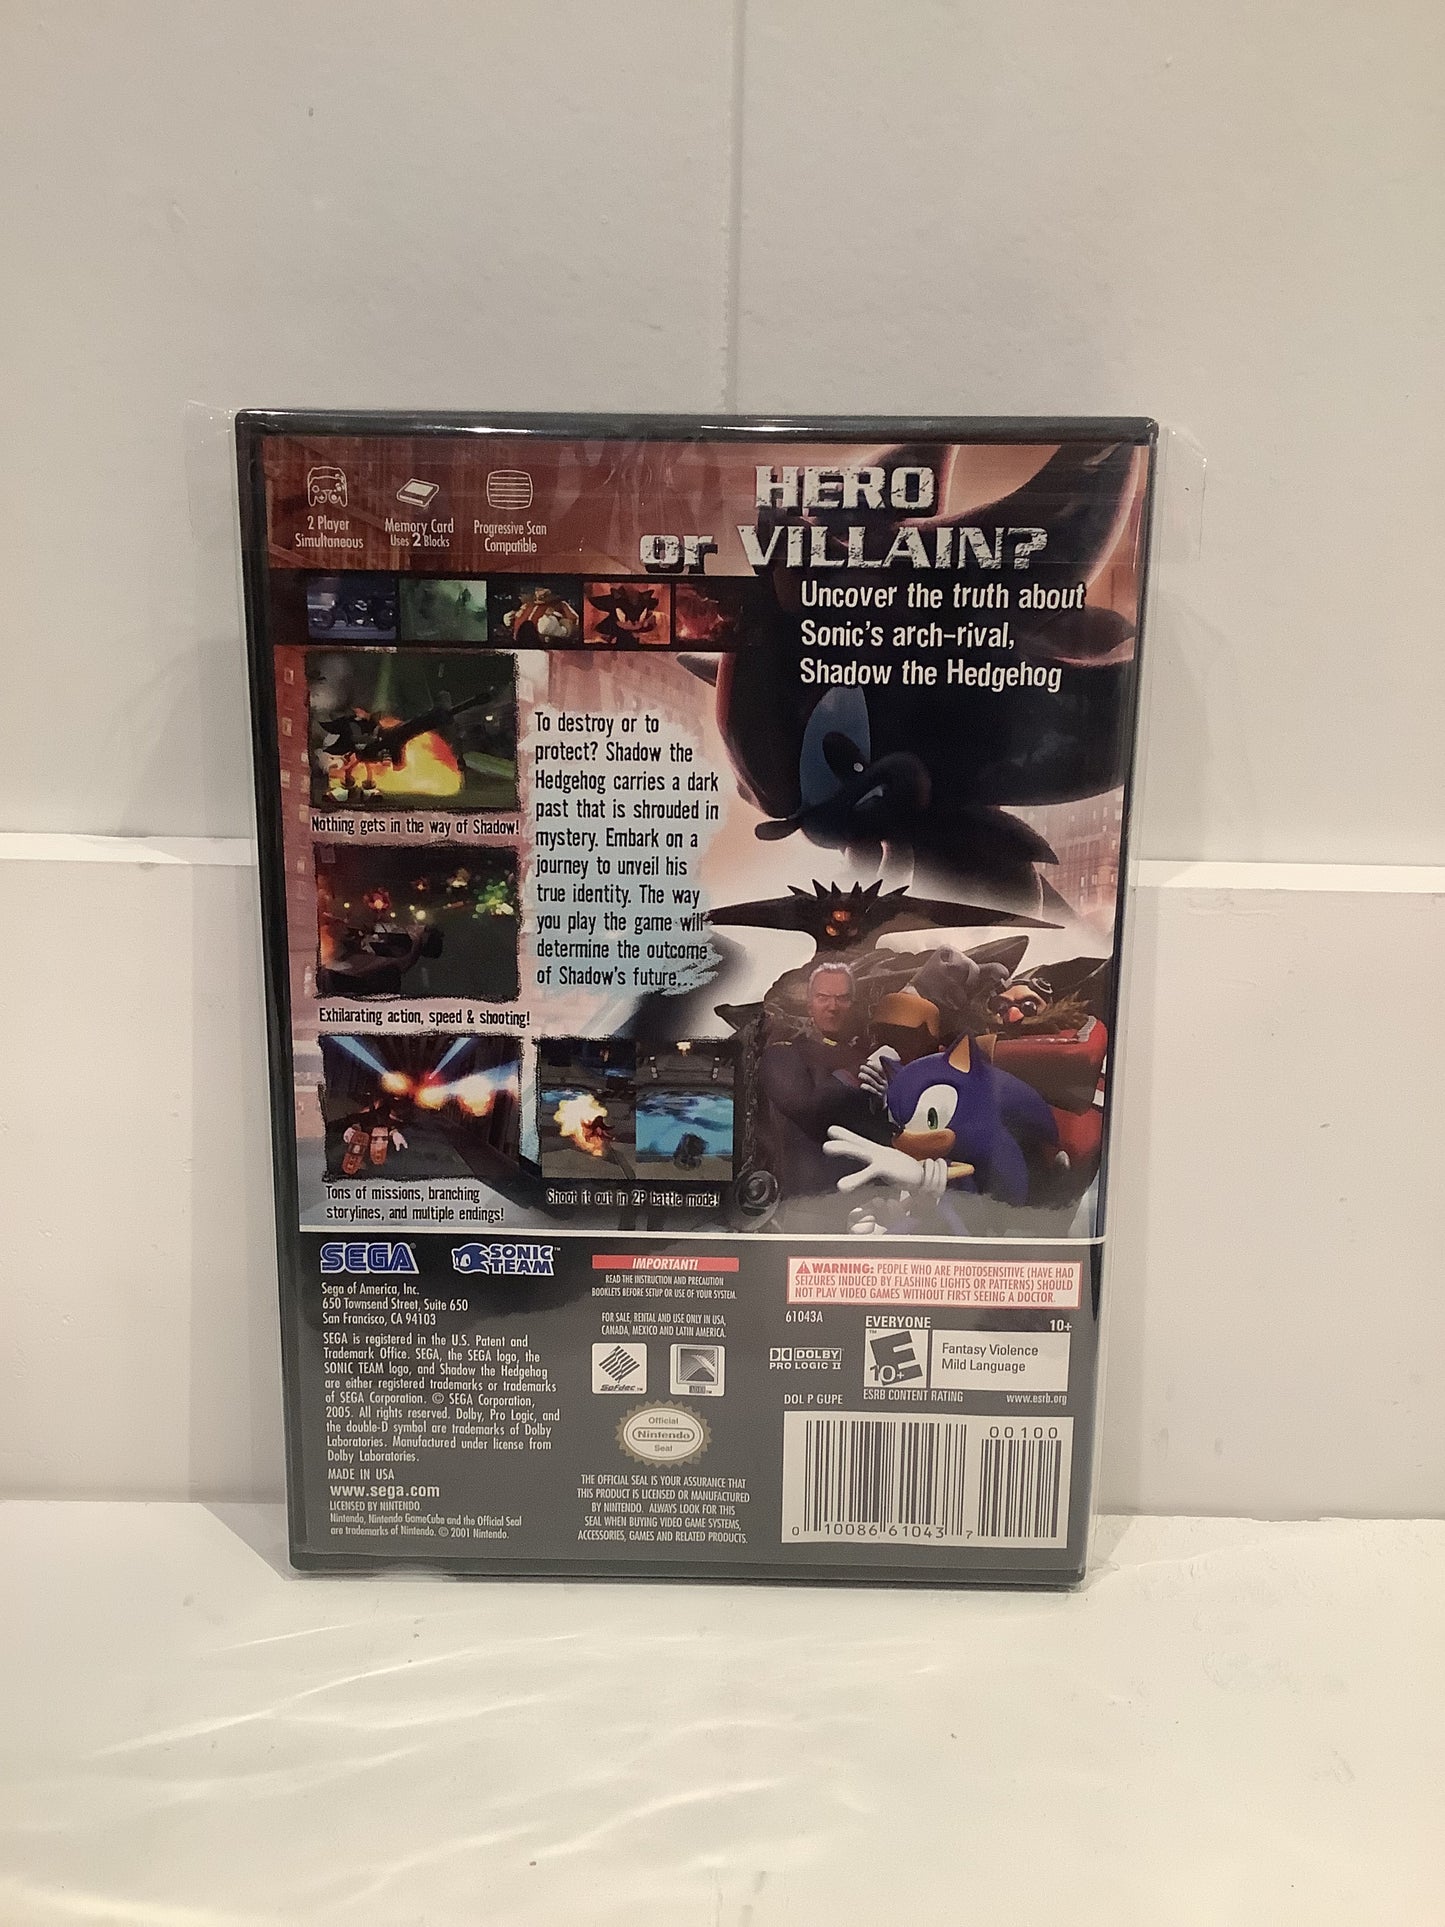 2 Player
Simultaneous
Memory Card
Uses 2 Blocks
Progressive Scan
Compatible
HERO
or VILLAIN?
Uncover the truth about
Sonic's arch-rival,
Shadow the Hedgehog
To destroy or to
protect? Shadow the
Hedgehog carries a dark
past that is shrouded in
mystery. Embark on a
journey to unveil his
true identity. The way
you play the game will
determine the outcome
of Shadow's future...
Nothing gets in the way of Shadow!
Exhilarating action, speed & shooting!
Tons of missions, branching
storylines, and multiple endings!
Shoot it out in 2P battle mode!
SEGA®
SONIC
TEAM™
Sega of America, Inc.
650 Townsend Street, Suite 650
San Francisco, CA 94103
SEGA is registered in the U.S. Patent and
Trademark Office. SEGA, the SEGA logo, the
SONIC TEAM logo, and Shadow the Hedgehog
are either registered trademarks or trademarks
of SEGA Corporation. © SEGA Corporation,
2005. All rights reserved. Dolby, Pro Logic, and
the double-D symbol are trademarks of Dolby
Laboratories. Manufactured under license from
Dolby Laboratories.
MADE IN USA
www.sega.com
LICENSED BY NINTENDO.
Nintendo, Nintendo GameCube and the Official Seal
are trademarks of Nintendo. © 2001 Nintendo.
IMPORTANT!
READ THE INSTRUCTION AND PRECAUTION
BOOKLETS BEFORE SETUP OR USE OF YOUR SYSTEM.
FOR SALE, RENTAL AND USE ONLY IN USA,
CANADA, MEXICO AND LATIN AMERICA.
Sofdec™
Official
Nintendo
Seal
THE OFFICIAL SEAL IS YOUR ASSURANCE THAT
THIS PRODUCT IS LICENSED OR MANUFACTURED
BY NINTENDO. ALWAYS LOOK FOR THIS
SEAL WHEN BUYING VIDEO GAME SYSTEMS,
ACCESSORIES, GAMES AND RELATED PRODUCTS.
WARNING: PEOPLE WHO ARE PHOTOSENSITIVE (HAVE HAD
SEIZURES INDUCED BY FLASHING LIGHTS OR PATTERNS) SHOULD
NOT PLAY VIDEO GAMES WITHOUT FIRST SEEING A DOCTOR.
61043A
DOLBY
PRO LOGIC II
DOL P GUPE
EVERYONE 10+
E
10+
Fantasy Violence
Mild Language
ESRB CONTENT RATING www.esrb.org
00100
0 10086 61043 7